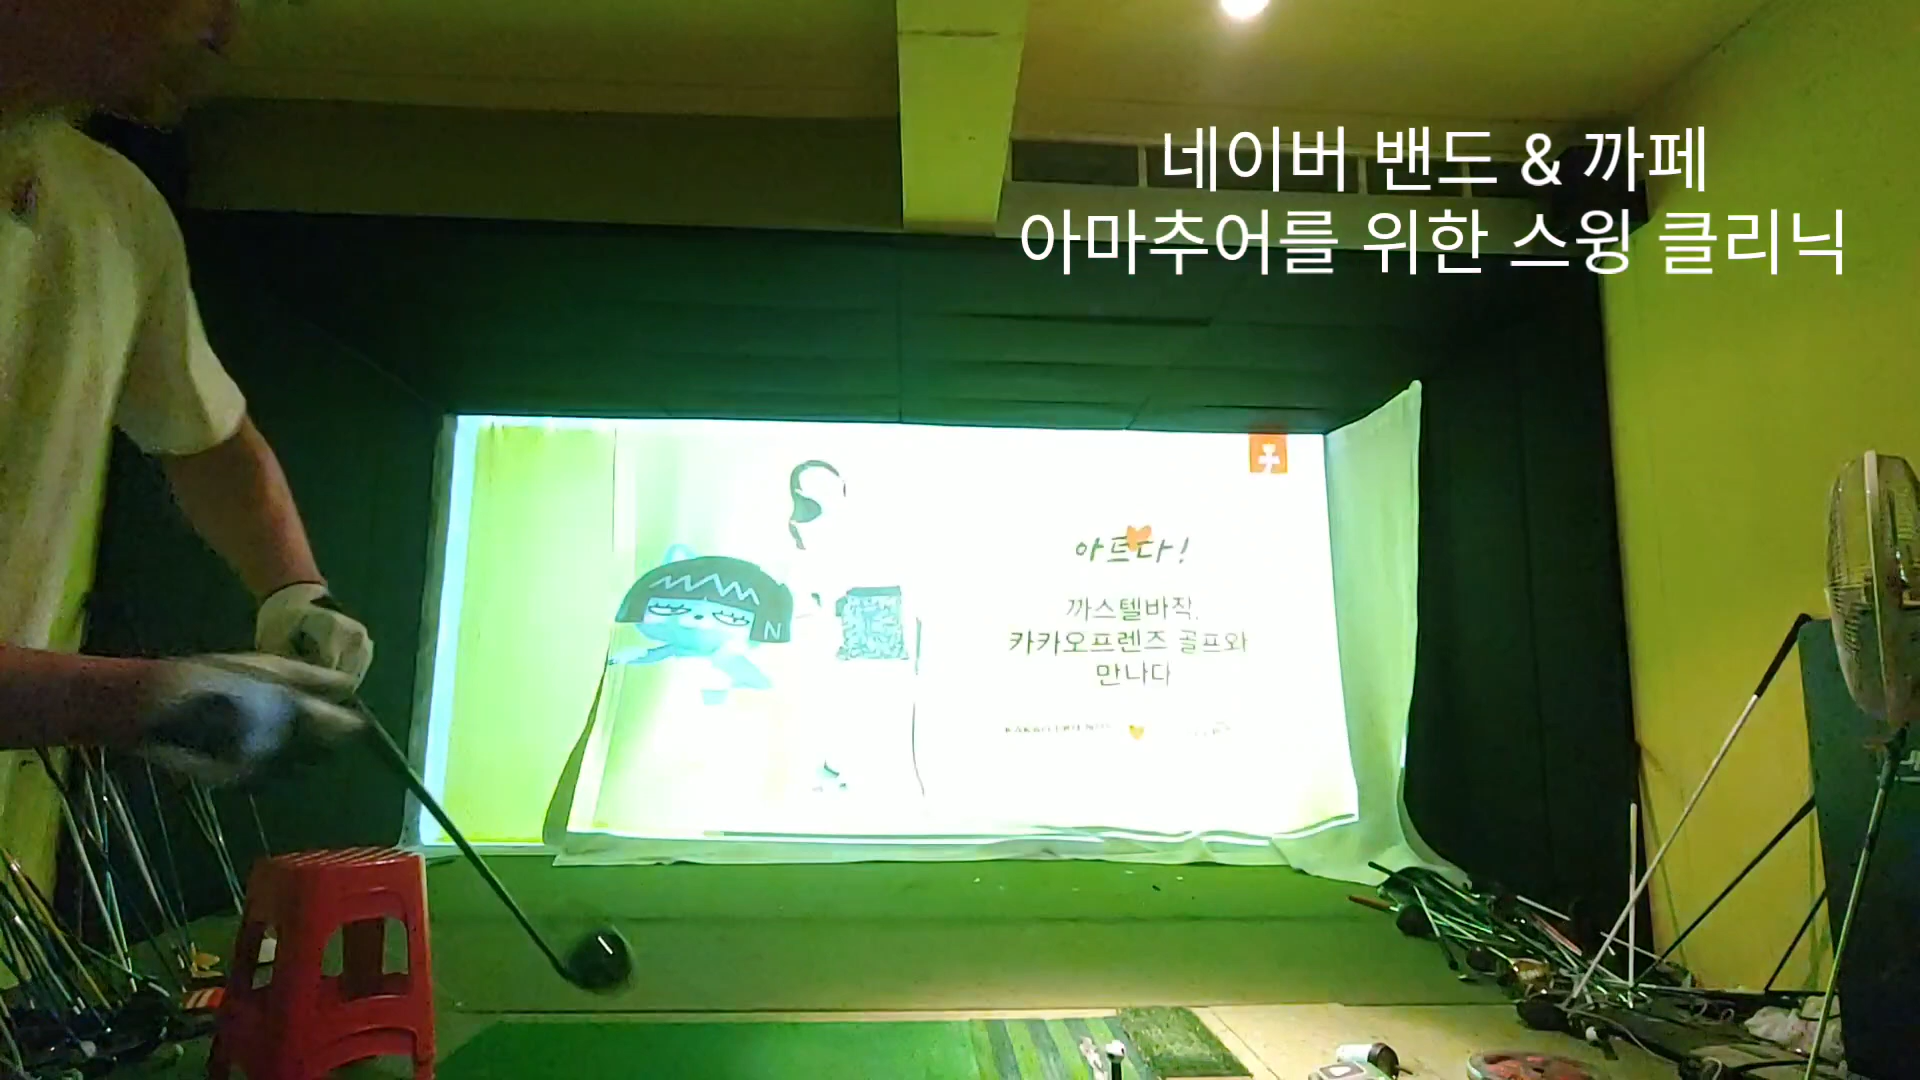 네이버 밴드 & 까페
아마추어를 위한 스윙 클리닉
아트다!
까스텔바작,
카카오프렌즈 골프와
만나다
KAKAO FRIENDS
N